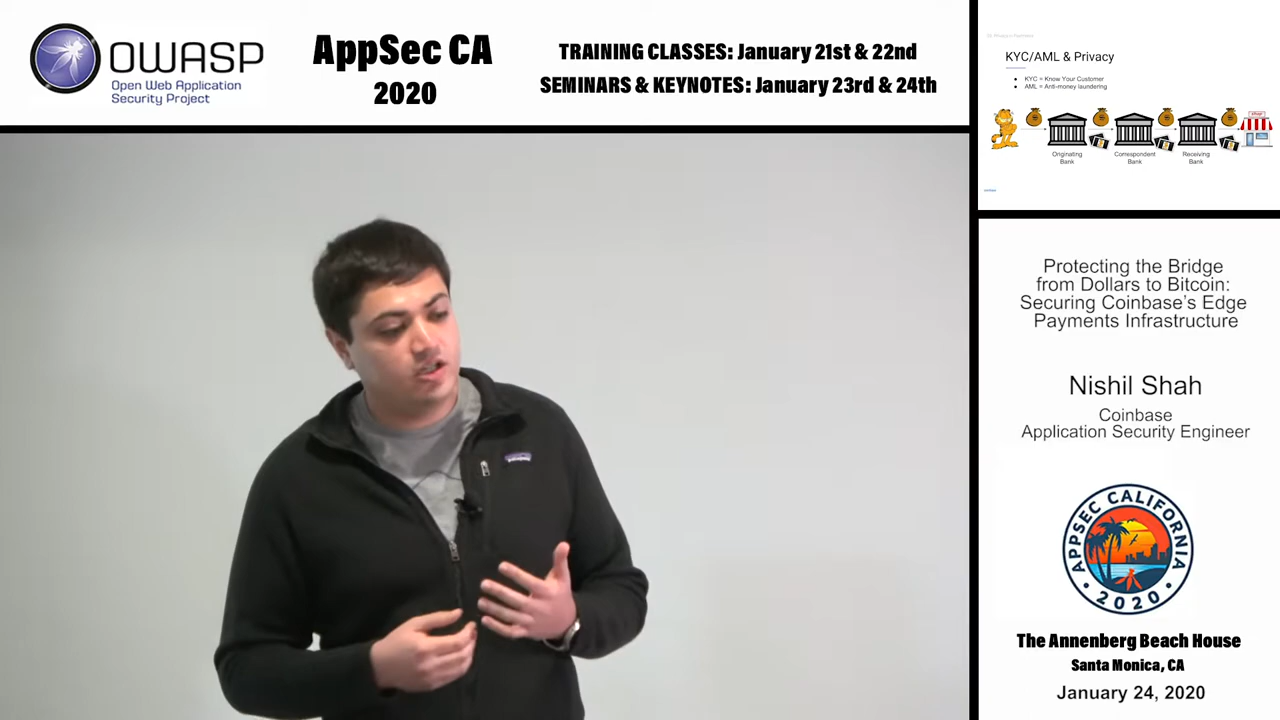 OWASP
Open Web Application
Security Project
AppSec CA
2020
TRAINING CLASSES: January 21st & 22nd
SEMINARS & KEYNOTES: January 23rd & 24th
KYC/AML & Privacy
KYC = Know Your Customer
AML = Anti-money laundering
Originating
Bank
Correspondent
Bank
Receiving
Bank
Protecting the Bridge
from Dollars to Bitcoin:
Securing Coinbase's Edge
Payments Infrastructure
Nishil Shah
Coinbase
Application Security Engineer
APPSEC CALIFORNIA
2020
The Annenberg Beach House
Santa Monica, CA
January 24, 2020